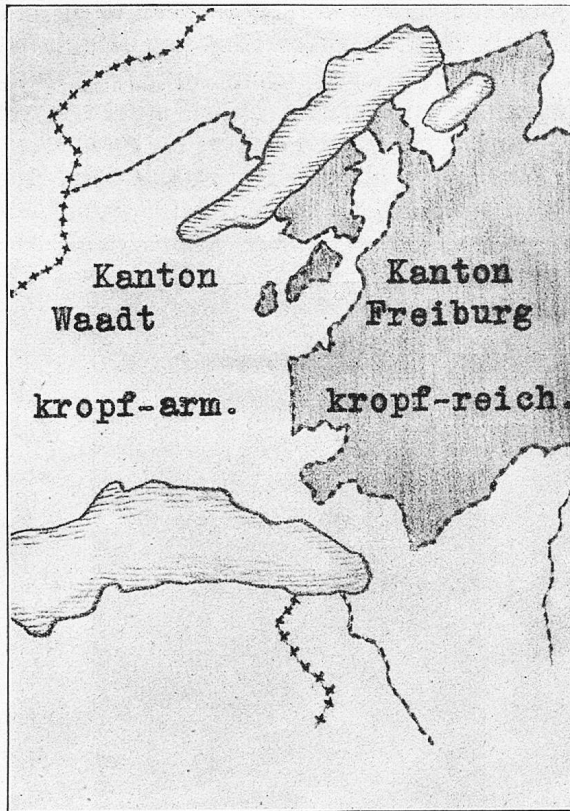 Kanton
Waadt
kropf-arm.
Kanton
Freiburg
kropf-reich.